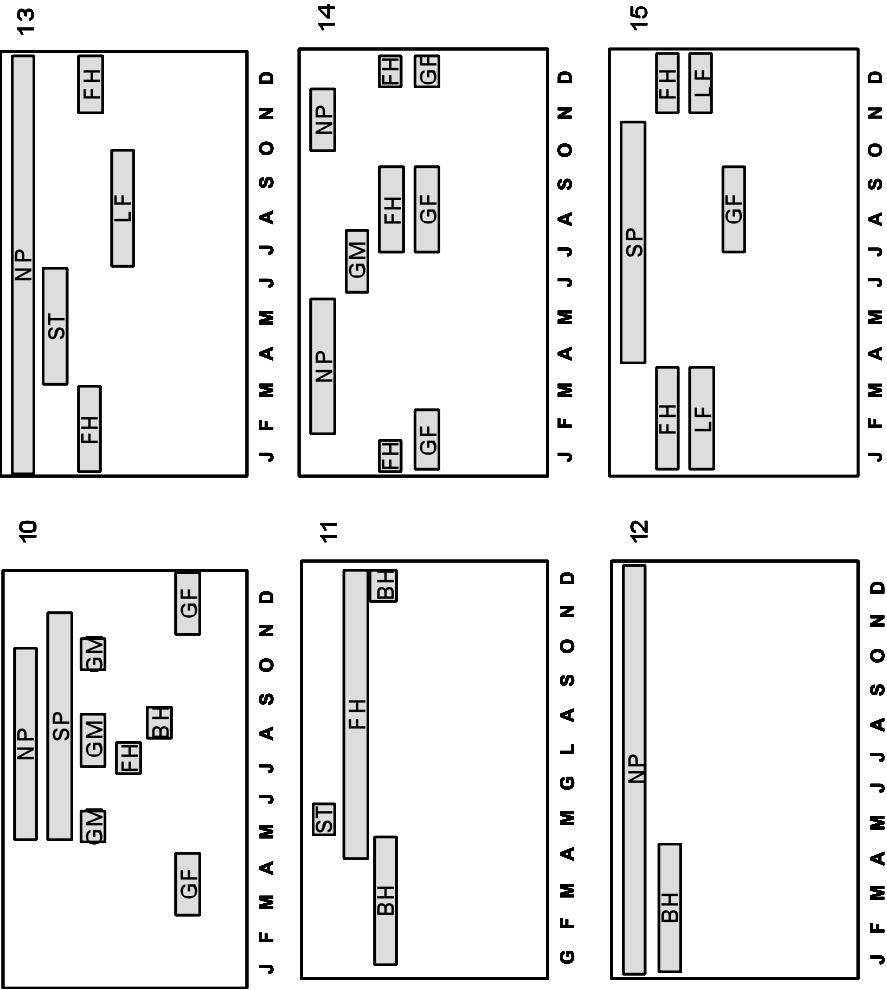 NP 10
SP
GM GM GM
FH
BH
GF GF
J F M A M J J A S O N D
NP 13
ST
FH FH
LF
J F M A M J J A S O N D
ST 11
FH
BH BH
G F M A M G L A S O N D
NP NP 14
GM
FH FH FH
GF GF GF
J F M A M J J A S O N D
NP 12
BH
J F M A M J J A S O N D
SP 15
FH FH
LF LF
GF
J F M A M J J A S O N D